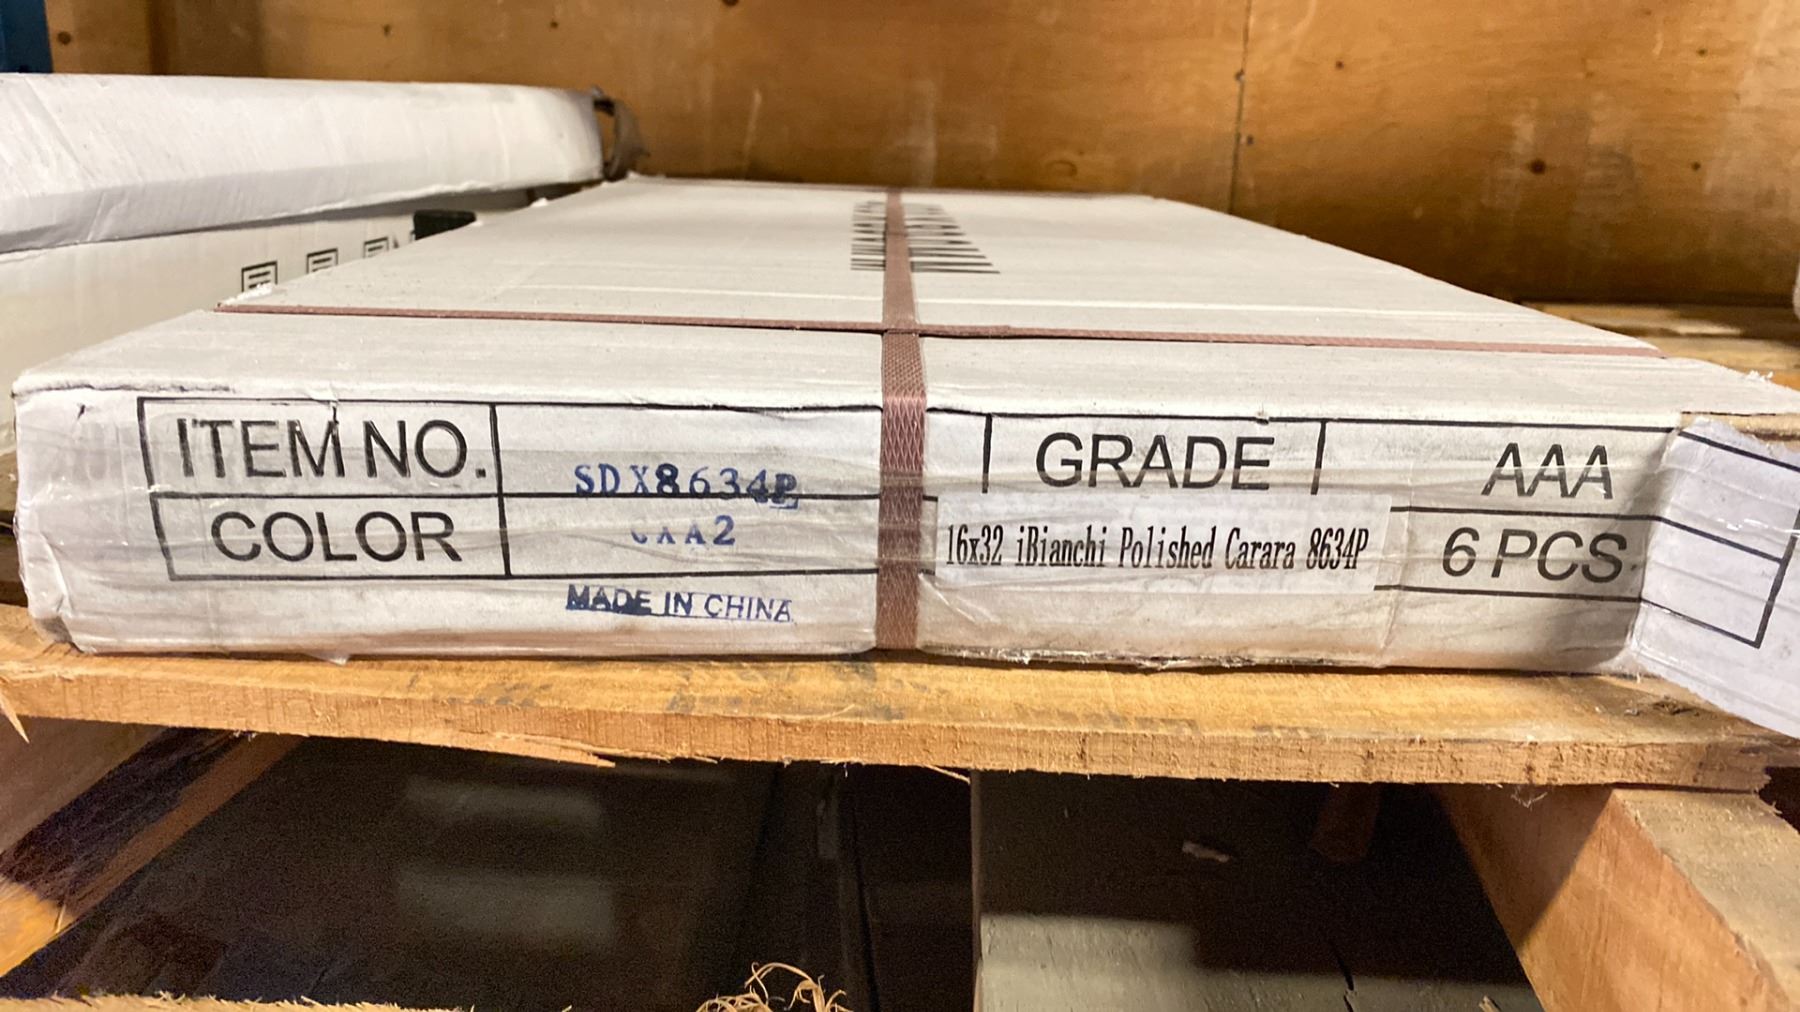 ITEM NO. SDX8634P GRADE AAA
COLOR 16x32 iBianchi Polished Carara 8634P 6 PCS
MADE IN CHINA